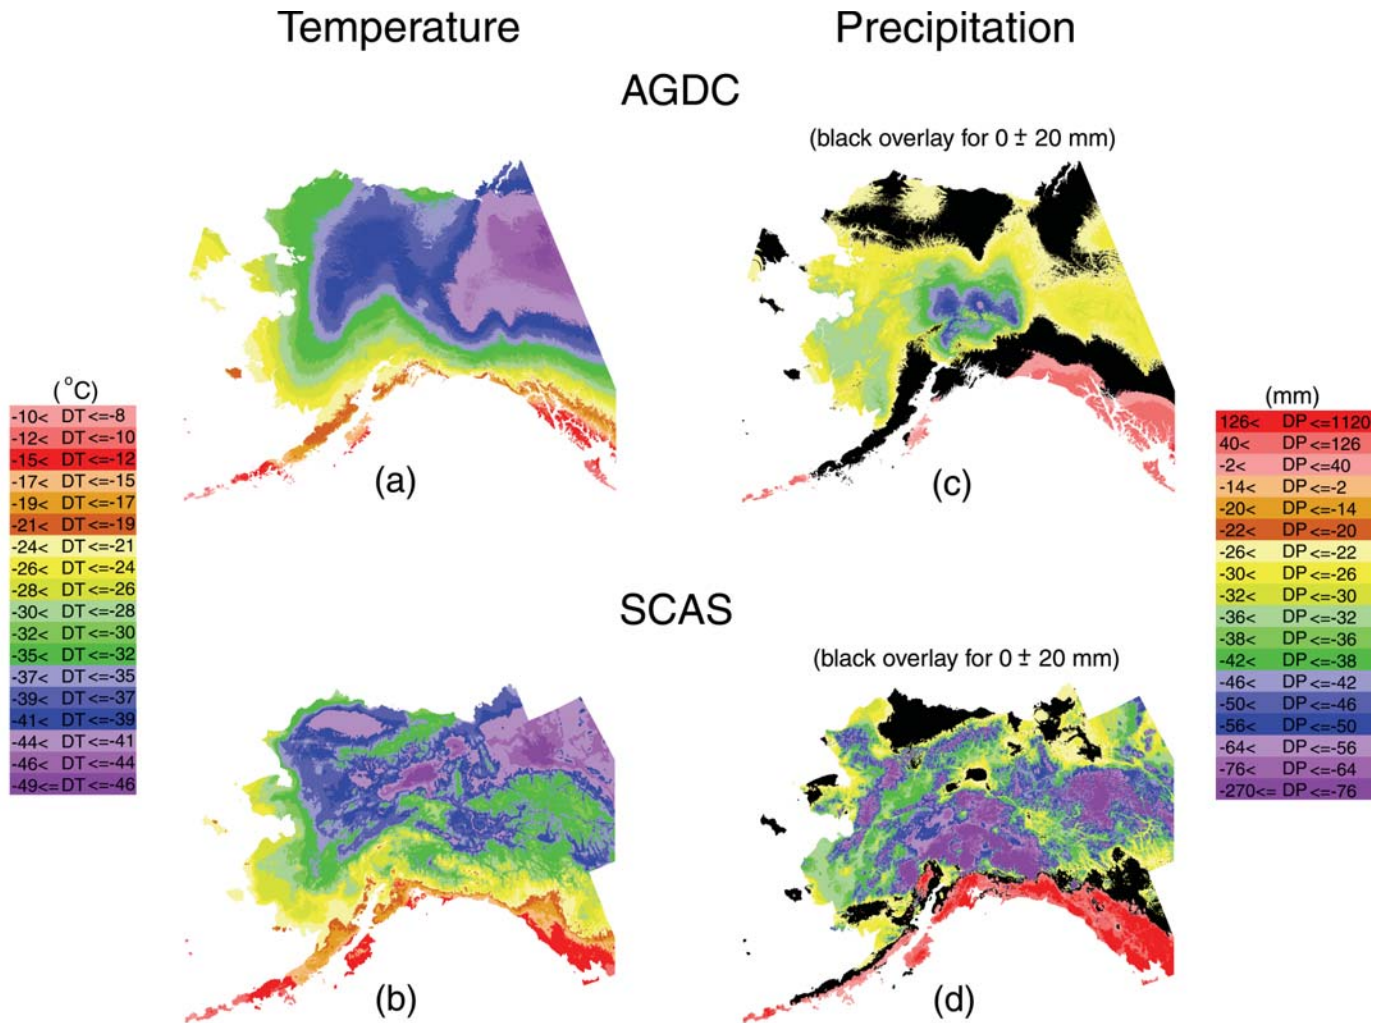 Temperature Precipitation
AGDC
(black overlay for 0 ± 20 mm)
(a) (c)
(°C)
-10< DT <=-8
-12< DT <=-10
-15< DT <=-12
-17< DT <=-15
-19< DT <=-17
-21< DT <=-19
-24< DT <=-21
-26< DT <=-24
-28< DT <=-26
-30< DT <=-28
-32< DT <=-30
-35< DT <=-32
-37< DT <=-35
-39< DT <=-37
-41< DT <=-39
-44< DT <=-41
-46< DT <=-44
-49<= DT <=-46
(mm)
126< DP <=1120
40< DP <=126
-2< DP <=40
-14< DP <=-2
-20< DP <=-14
-22< DP <=-20
-26< DP <=-22
-30< DP <=-26
-32< DP <=-30
-36< DP <=-32
-38< DP <=-36
-42< DP <=-38
-46< DP <=-42
-50< DP <=-46
-56< DP <=-50
-64< DP <=-56
-76< DP <=-64
-270<= DP <=-76
SCAS
(black overlay for 0 ± 20 mm)
(b) (d)